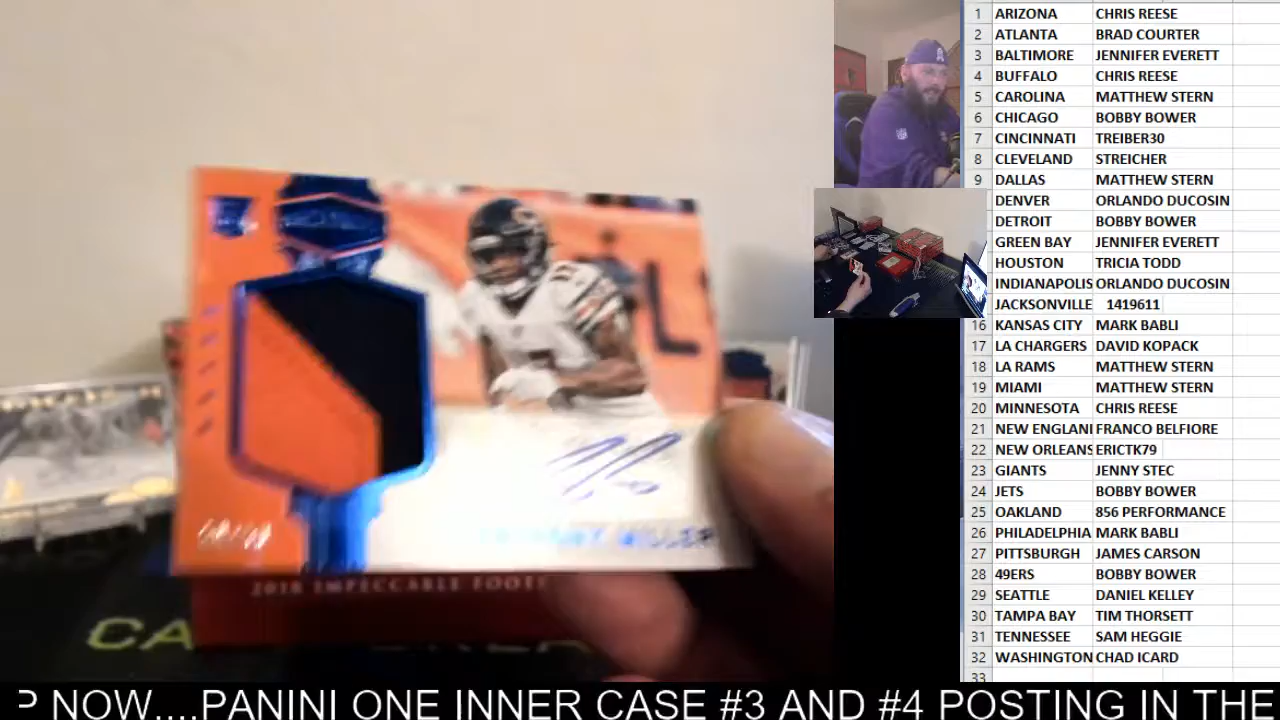 MILLER
2018 IMPECCABLE FOOT
CA
1 ARIZONA CHRIS REESE
2 ATLANTA BRAD COURTER
3 BALTIMORE JENNIFER EVERETT
4 BUFFALO CHRIS REESE
5 CAROLINA MATTHEW STERN
6 CHICAGO BOBBY BOWER
7 CINCINNATI TREIBER30
8 CLEVELAND STREICHER
9 DALLAS MATTHEW STERN
DENVER ORLANDO DUCOSIN
DETROIT BOBBY BOWER
GREEN BAY JENNIFER EVERETT
HOUSTON TRICIA TODD
INDIANAPOLIS ORLANDO DUCOSIN
JACKSONVILLE 1419611
16 KANSAS CITY MARK BABLI
17 LA CHARGERS DAVID KOPACK
18 LA RAMS MATTHEW STERN
19 MIAMI MATTHEW STERN
20 MINNESOTA CHRIS REESE
21 NEW ENGLANI FRANCO BELFIORE
22 NEW ORLEANS ERICTK79
23 GIANTS JENNY STEC
24 JETS BOBBY BOWER
25 OAKLAND 856 PERFORMANCE
26 PHILADELPHIA MARK BABLI
27 PITTSBURGH JAMES CARSON
28 49ERS BOBBY BOWER
29 SEATTLE DANIEL KELLEY
30 TAMPA BAY TIM THORSETT
31 TENNESSEE SAM HEGGIE
32 WASHINGTON CHAD ICARD
33
P NOW....PANINI ONE INNER CASE #3 AND #4 POSTING IN THE